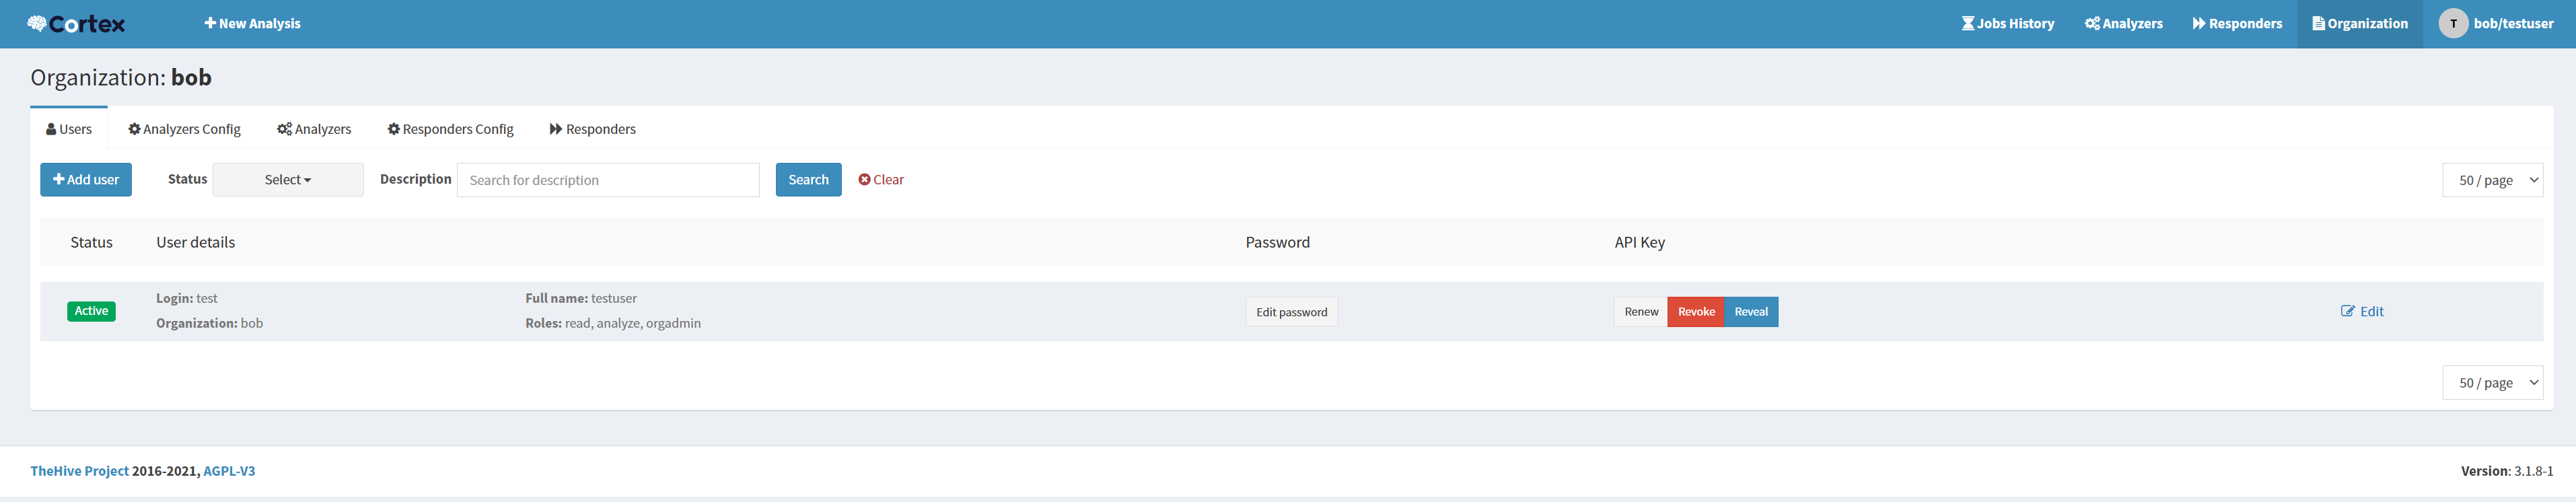 Cortex New Analysis Jobs History Analyzers Responders Organization T bob/testuser
Organization: bob
Users Analyzers Config Analyzers Responders Config Responders
Add user Status Select Description Search for description Search Clear 50 / page
Status User details Password API Key
Active Login: test Full name: testuser Edit password Renew Revoke Reveal Edit
Organization: bob Roles: read, analyze, orgadmin
50 / page
TheHive Project 2016-2021, AGPL-V3 Version: 3.1.8-1